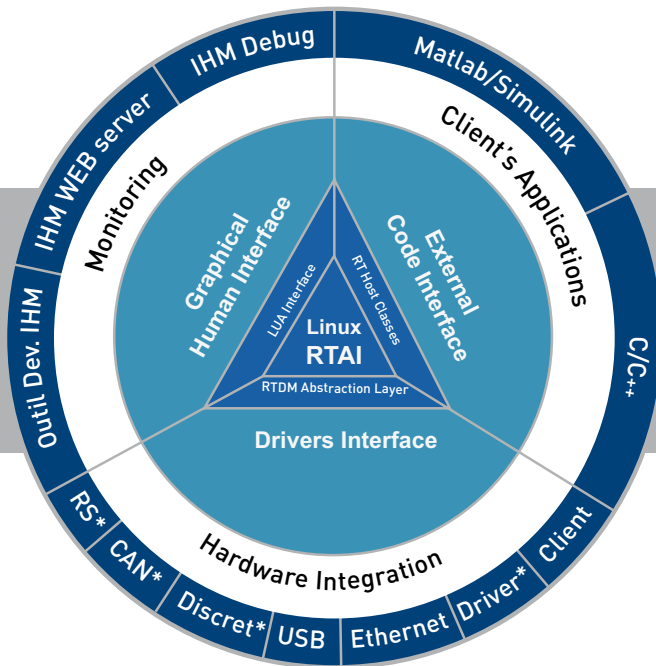 IHM Debug
Matlab/Simulink
IHM WEB server
Monitoring
Client's Applications
Graphical
Human Interface
External
Code Interface
LUA Interface
RT Host Classes
Linux
RTAI
RTDM Abstraction Layer
Drivers Interface
Outil Dev. IHM
C/C++
Hardware Integration
RS*
CAN*
Discret*
USB
Ethernet
Driver*
Client